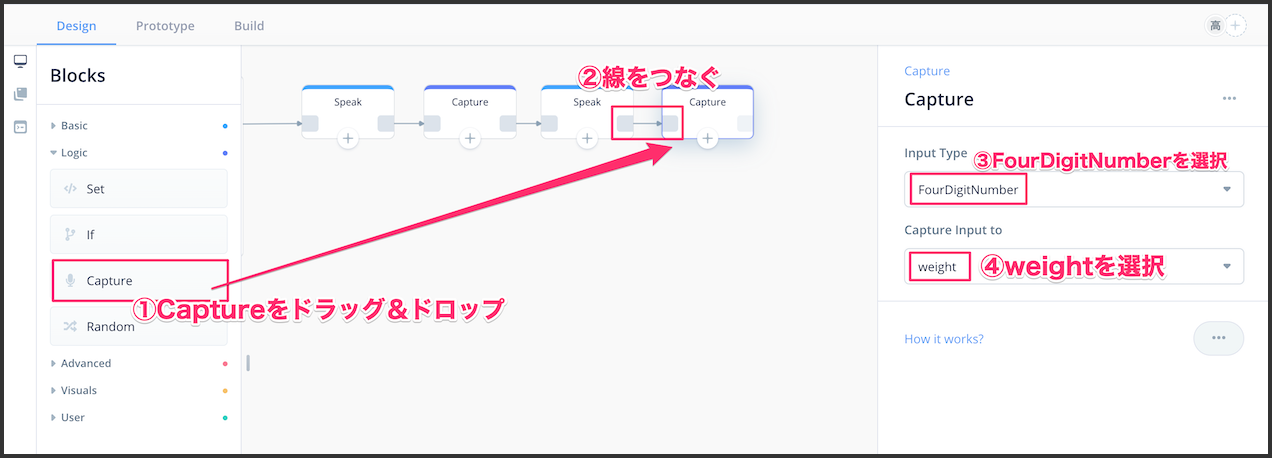 Design Prototype Build
高
Blocks
Basic
Logic
Set
If
Capture
Random
Advanced
Visuals
User
①Captureをドラッグ&ドロップ
②線をつなぐ
Speak
Capture
Speak
Capture
Capture
Capture
Input Type
③FourDigitNumberを選択
FourDigitNumber
Capture Input to
weight
④weightを選択
How it works?